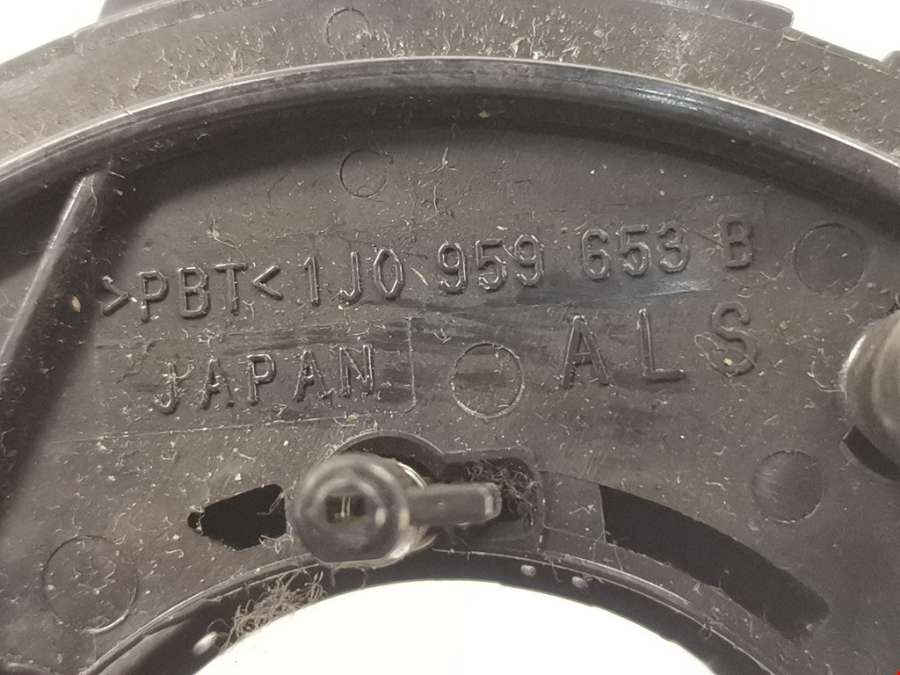 >PBT< 1J0 959 653 B
JAPAN ALS